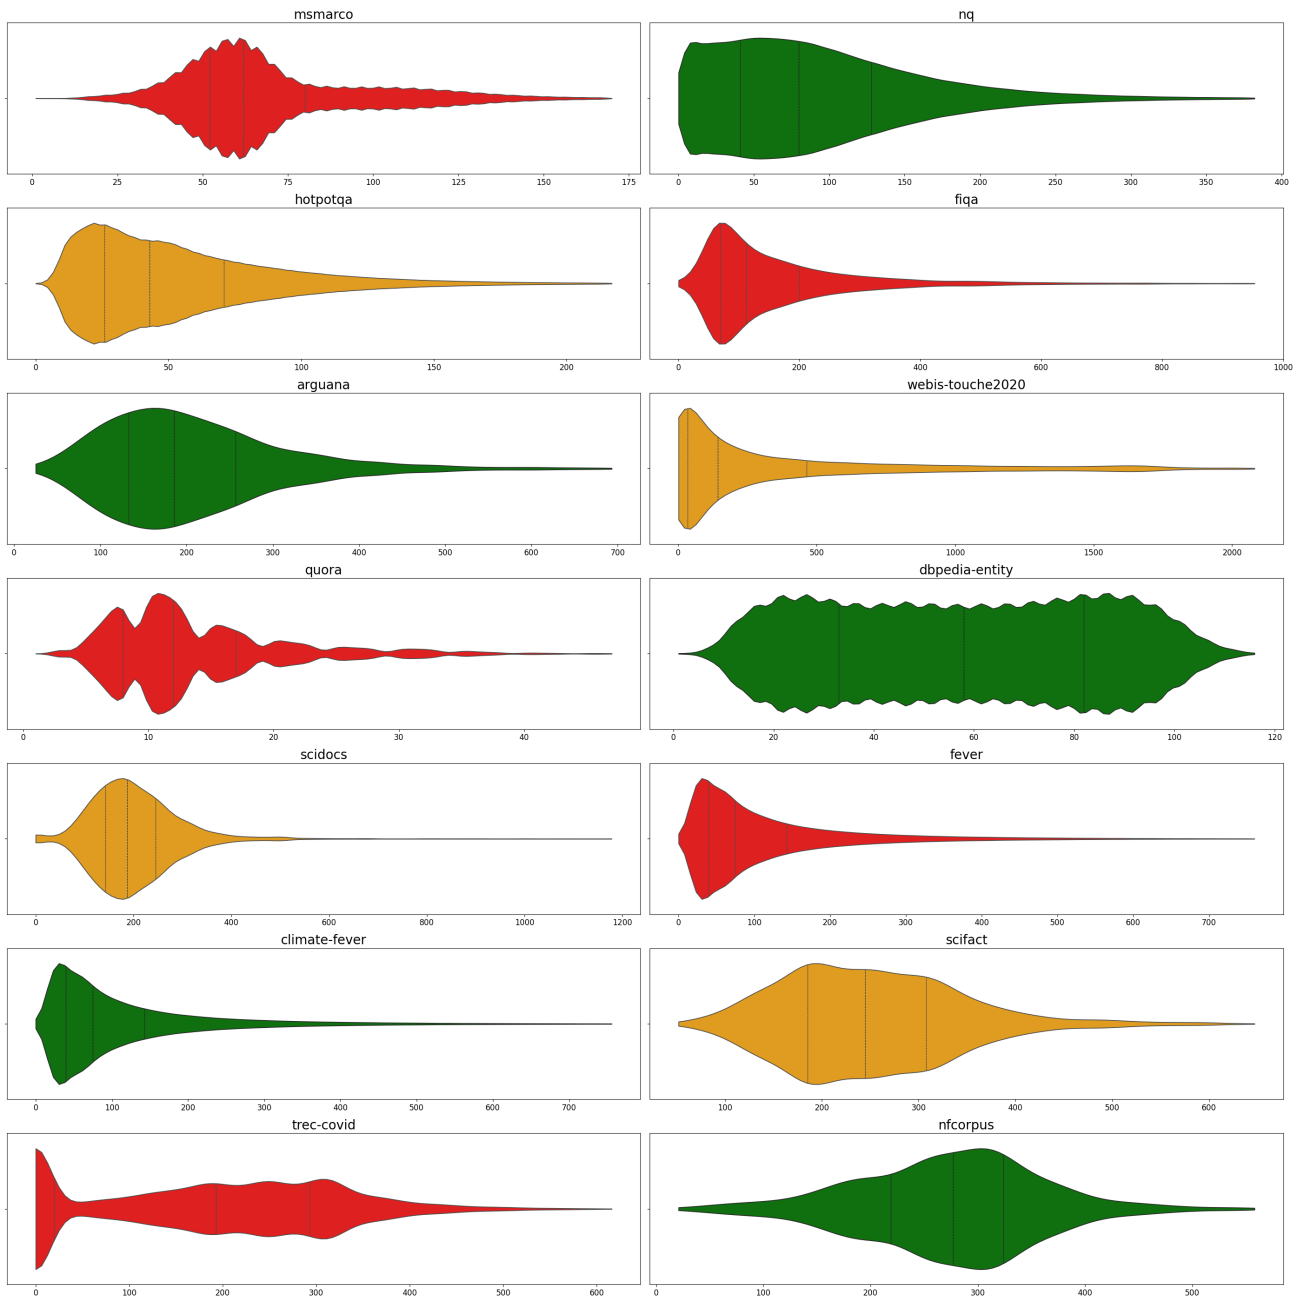 msmarco
nq
0 25 50 75 100 125 150 175
0 50 100 150 200 250 300 350 400
hotpotqa
fiqa
0 50 100 150 200
0 200 400 600 800 1000
arguana
webis-touche2020
0 100 200 300 400 500 600 700
0 500 1000 1500 2000
quora
dbpedia-entity
0 10 20 30 40
0 20 40 60 80 100 120
scidocs
fever
0 200 400 600 800 1000 1200
0 100 200 300 400 500 600 700
climate-fever
scifact
0 100 200 300 400 500 600 700
100 200 300 400 500 600
trec-covid
nfcorpus
0 100 200 300 400 500 600
0 100 200 300 400 500